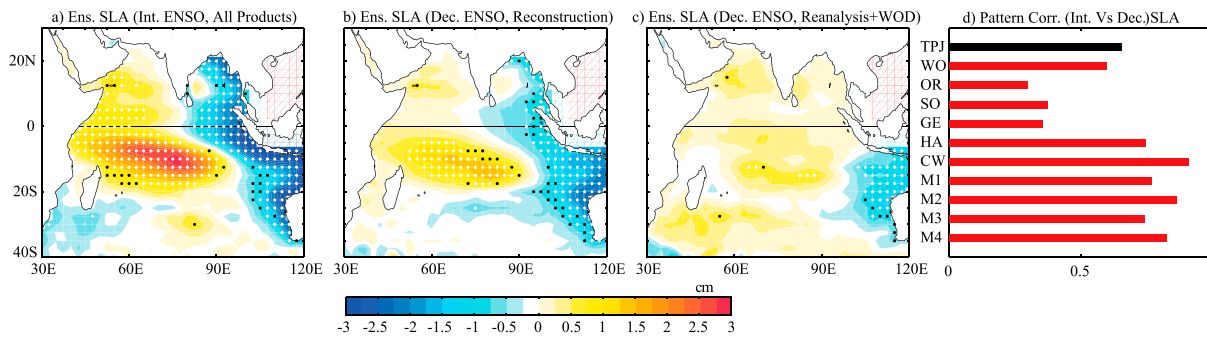 a) Ens. SLA (Int. ENSO, All Products)
b) Ens. SLA (Dec. ENSO, Reconstruction)
c) Ens. SLA (Dec. ENSO, Reanalysis+WOD)
d) Pattern Corr. (Int. Vs Dec.)SLA
20N
0
20S
40S
30E 60E 90E 120E
30E 60E 90E 120E
30E 60E 90E 120E
TPJ
WO
OR
SO
GE
HA
CW
M1
M2
M3
M4
0 0.5
cm
-3 -2.5 -2 -1.5 -1 -0.5 0 0.5 1 1.5 2 2.5 3